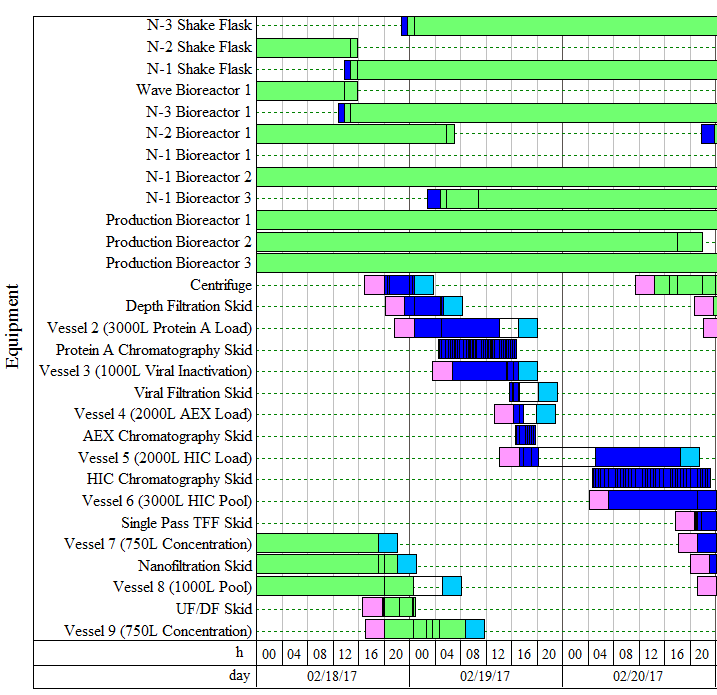 N-3 Shake Flask
N-2 Shake Flask
N-1 Shake Flask
Wave Bioreactor 1
N-3 Bioreactor 1
N-2 Bioreactor 1
N-1 Bioreactor 1
N-1 Bioreactor 2
N-1 Bioreactor 3
Production Bioreactor 1
Production Bioreactor 2
Production Bioreactor 3
Centrifuge
Depth Filtration Skid
Vessel 2 (3000L Protein A Load)
Protein A Chromatography Skid
Vessel 3 (1000L Viral Inactivation)
Viral Filtration Skid
Vessel 4 (2000L AEX Load)
AEX Chromatography Skid
Vessel 5 (2000L HIC Load)
HIC Chromatography Skid
Vessel 6 (3000L HIC Pool)
Single Pass TFF Skid
Vessel 7 (750L Concentration)
Nanofiltration Skid
Vessel 8 (1000L Pool)
UF/DF Skid
Vessel 9 (750L Concentration)
Equipment
h 00 04 08 12 16 20 00 04 08 12 16 20 00 04 08 12 16 20
day 02/18/17 02/19/17 02/20/17